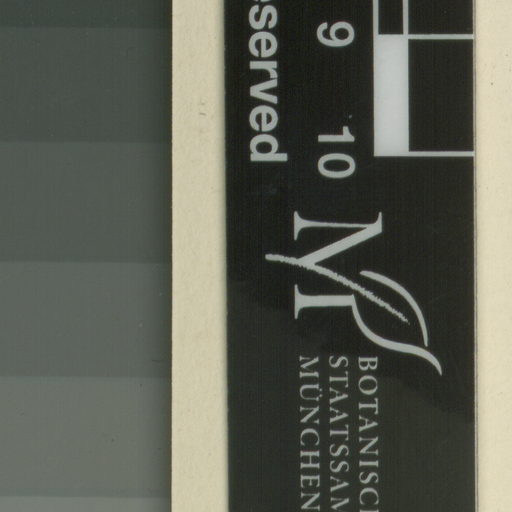 served
9 10
BOTANISC
STAATSSAM
MÜNCHEN